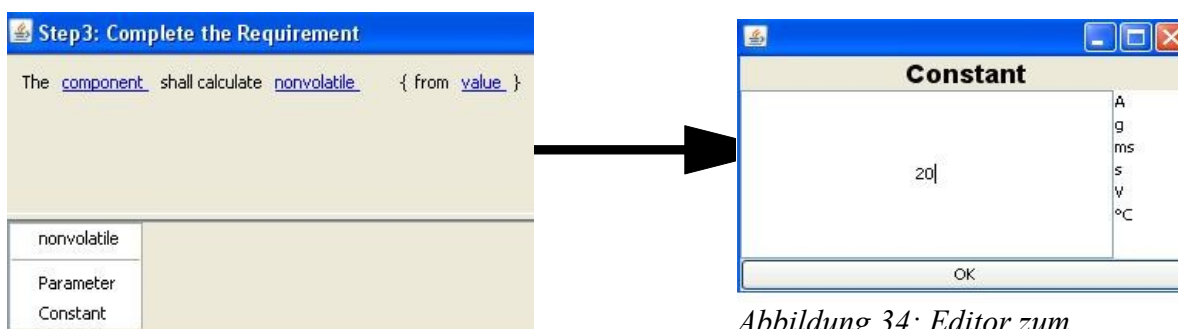 Step3: Complete the Requirement
The component shall calculate nonvolatile { from value }
nonvolatile
Parameter
Constant
Constant
20
A
g
ms
s
V
°C
OK
Abbildung 34: Editor zum